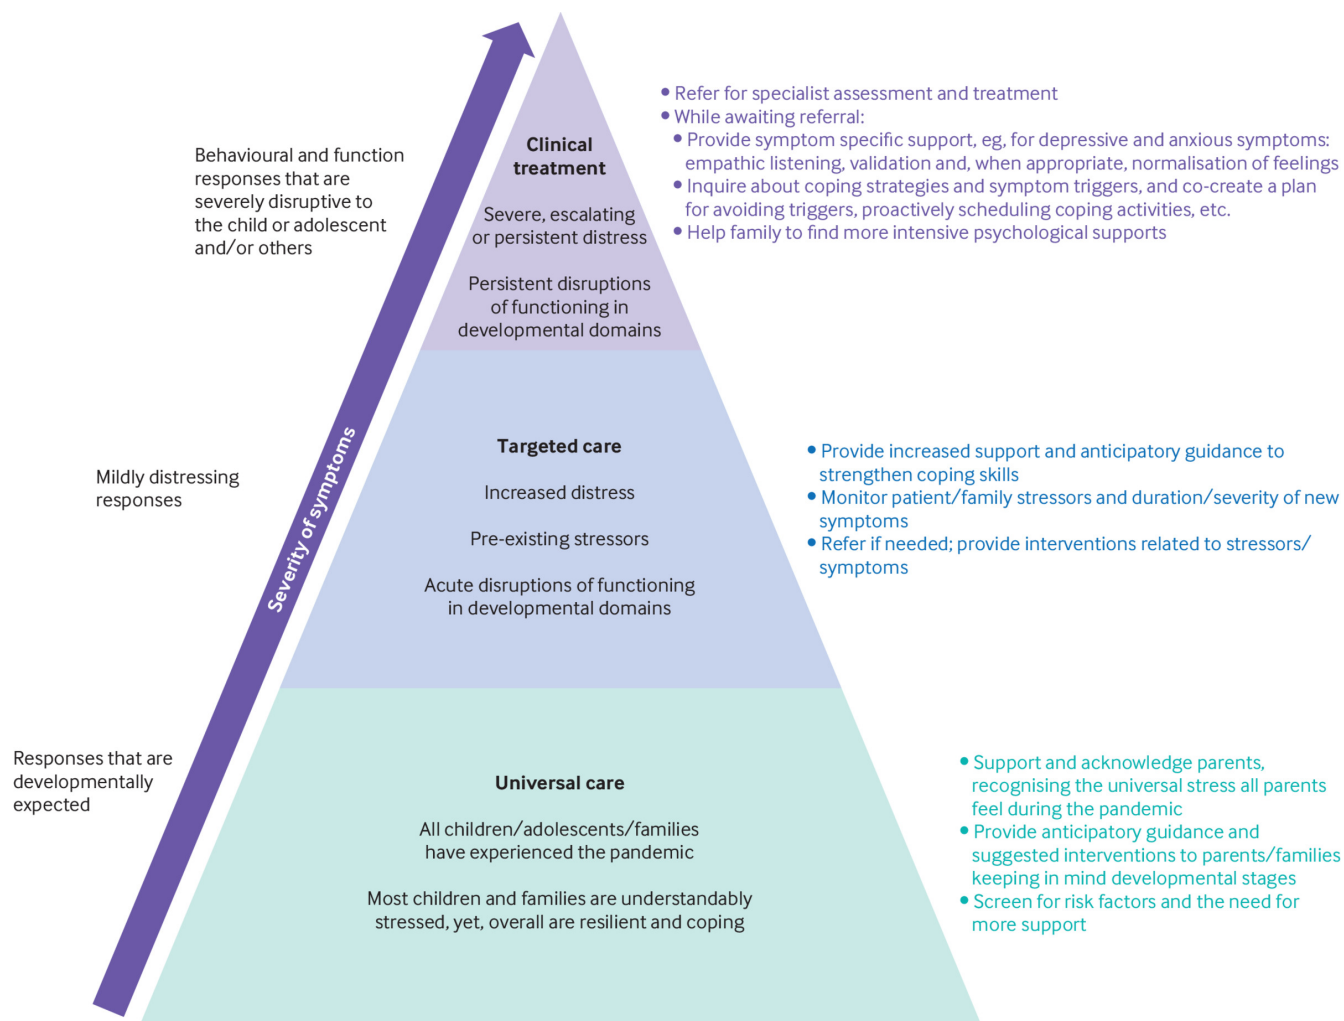 Behavioural and function
responses that are
severely disruptive to
the child or adolescent
and/or others
Clinical
treatment
Severe, escalating
or persistent distress
Persistent disruptions
of functioning in
developmental domains
• Refer for specialist assessment and treatment
• While awaiting referral:
• Provide symptom specific support, eg, for depressive and anxious symptoms:
empathic listening, validation and, when appropriate, normalisation of feelings
• Inquire about coping strategies and symptom triggers, and co-create a plan
for avoiding triggers, proactively scheduling coping activities, etc.
• Help family to find more intensive psychological supports
Severity of symptoms
Mildly distressing
responses
Targeted care
Increased distress
Pre-existing stressors
Acute disruptions of functioning
in developmental domains
• Provide increased support and anticipatory guidance to
strengthen coping skills
• Monitor patient/family stressors and duration/severity of new
symptoms
• Refer if needed; provide interventions related to stressors/
symptoms
Responses that are
developmentally
expected
Universal care
All children/adolescents/families
have experienced the pandemic
Most children and families are understandably
stressed, yet, overall are resilient and coping
• Support and acknowledge parents,
recognising the universal stress all parents
feel during the pandemic
• Provide anticipatory guidance and
suggested interventions to parents/families
keeping in mind developmental stages
• Screen for risk factors and the need for
more support